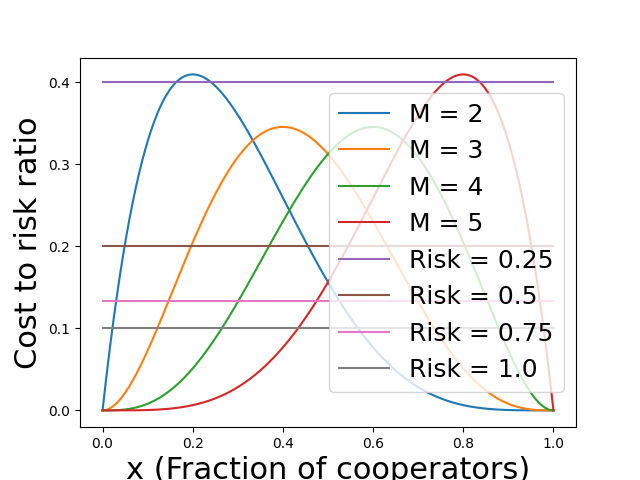 Cost to risk ratio
0.4
0.3
0.2
0.1
0.0
M = 2
M = 3
M = 4
M = 5
Risk = 0.25
Risk = 0.5
Risk = 0.75
Risk = 1.0
0.0 0.2 0.4 0.6 0.8 1.0
x (Fraction of cooperators)